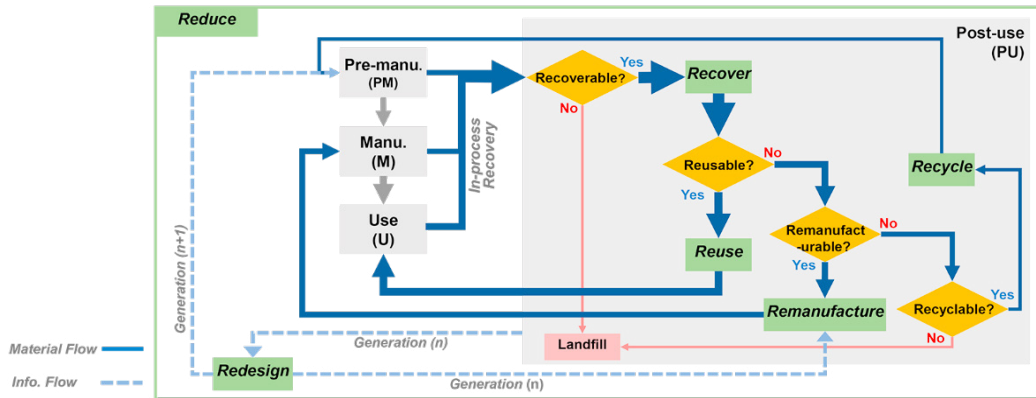 Reduce
Post-use
(PU)
Pre-manu.
(PM)
Recoverable?
Yes
Recover
No
In-process
Recovery
Manu.
(M)
Reusable?
No
Yes
Recycle
Use
(U)
Remanufact
-urable?
No
Yes
Reuse
Generation (n+1)
Recyclable?
Yes
Remanufacture
No
Generation (n)
Landfill
Material Flow
Info. Flow
Redesign
Generation (n)